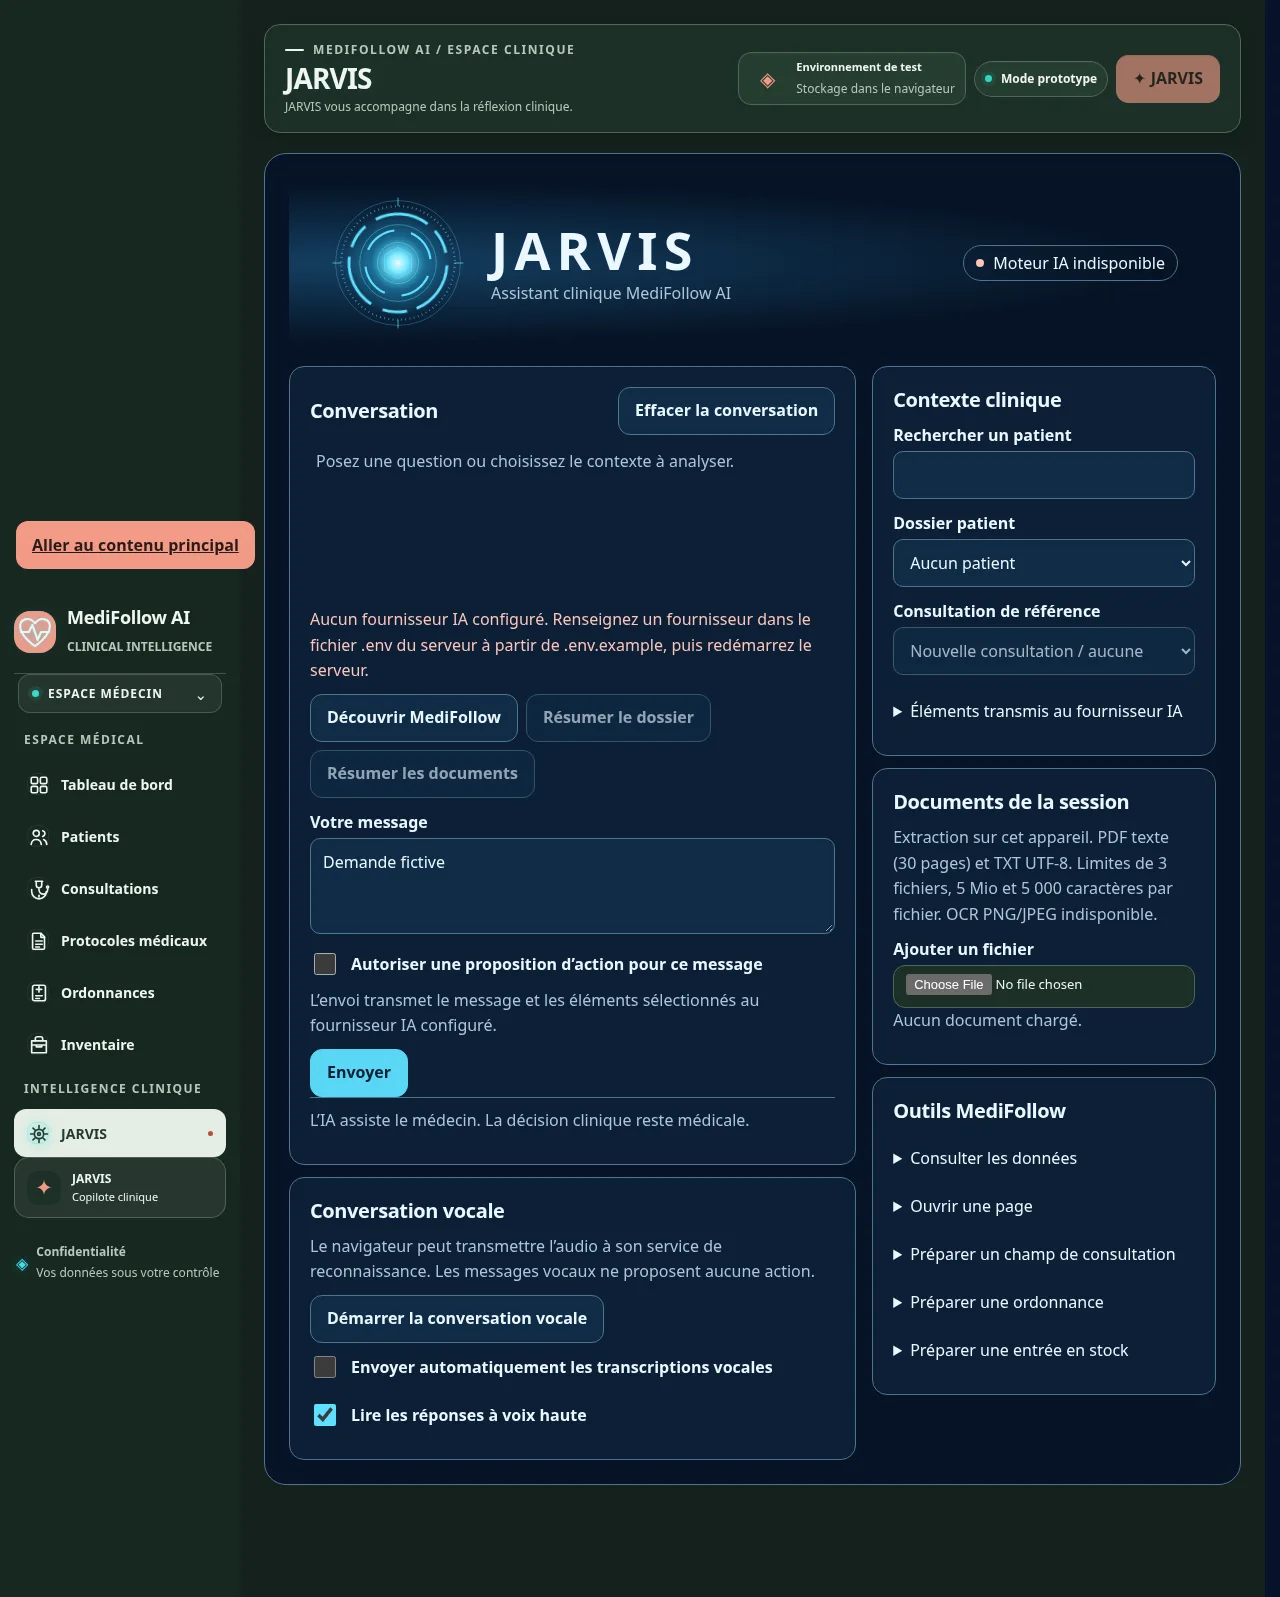 MEDIFOLLOW AI / ESPACE CLINIQUE
JARVIS
JARVIS vous accompagne dans la réflexion clinique.
Environnement de test
Stockage dans le navigateur
Mode prototype
✦ JARVIS
JARVIS
Assistant clinique MediFollow AI
Moteur IA indisponible
Aller au contenu principal
MediFollow AI
CLINICAL INTELLIGENCE
ESPACE MÉDECIN
ESPACE MÉDICAL
Tableau de bord
Patients
Consultations
Protocoles médicaux
Ordonnances
Inventaire
INTELLIGENCE CLINIQUE
JARVIS
JARVIS
Copilote clinique
Confidentialité
Vos données sous votre contrôle
Conversation
Effacer la conversation
Posez une question ou choisissez le contexte à analyser.
Aucun fournisseur IA configuré. Renseignez un fournisseur dans le
fichier .env du serveur à partir de .env.example, puis redémarrez le
serveur.
Découvrir MediFollow
Résumer le dossier
Résumer les documents
Votre message
Demande fictive
Autoriser une proposition d’action pour ce message
L’envoi transmet le message et les éléments sélectionnés au
fournisseur IA configuré.
Envoyer
L’IA assiste le médecin. La décision clinique reste médicale.
Conversation vocale
Le navigateur peut transmettre l’audio à son service de
reconnaissance. Les messages vocaux ne proposent aucune action.
Démarrer la conversation vocale
Envoyer automatiquement les transcriptions vocales
Lire les réponses à voix haute
Contexte clinique
Rechercher un patient
Dossier patient
Aucun patient
Consultation de référence
Nouvelle consultation / aucune
Éléments transmis au fournisseur IA
Documents de la session
Extraction sur cet appareil. PDF texte
(30 pages) et TXT UTF-8. Limites de 3
fichiers, 5 Mio et 5 000 caractères par
fichier. OCR PNG/JPEG indisponible.
Ajouter un fichier
Choose File No file chosen
Aucun document chargé.
Outils MediFollow
Consulter les données
Ouvrir une page
Préparer un champ de consultation
Préparer une ordonnance
Préparer une entrée en stock